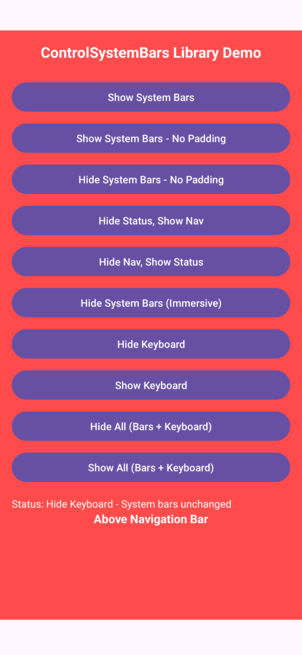 ControlSystemBars Library Demo
Show System Bars
Show System Bars - No Padding
Hide System Bars - No Padding
Hide Status, Show Nav
Hide Nav, Show Status
Hide System Bars (Immersive)
Hide Keyboard
Show Keyboard
Hide All (Bars + Keyboard)
Show All (Bars + Keyboard)
Status: Hide Keyboard - System bars unchanged
Above Navigation Bar